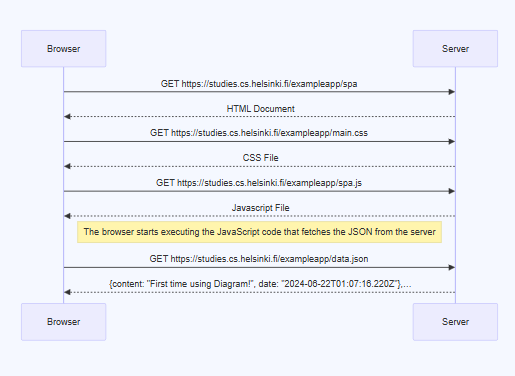 Browser Server
GET https://studies.cs.helsinki.fi/exampleapp/spa
HTML Document
GET https://studies.cs.helsinki.fi/exampleapp/main.css
CSS File
GET https://studies.cs.helsinki.fi/exampleapp/spa.js
Javascript File
The browser starts executing the JavaScript code that fetches the JSON from the server
GET https://studies.cs.helsinki.fi/exampleapp/data.json
{content: "First time using Diagram!", date: "2024-06-22T01:07:16.220Z"},...
Browser Server